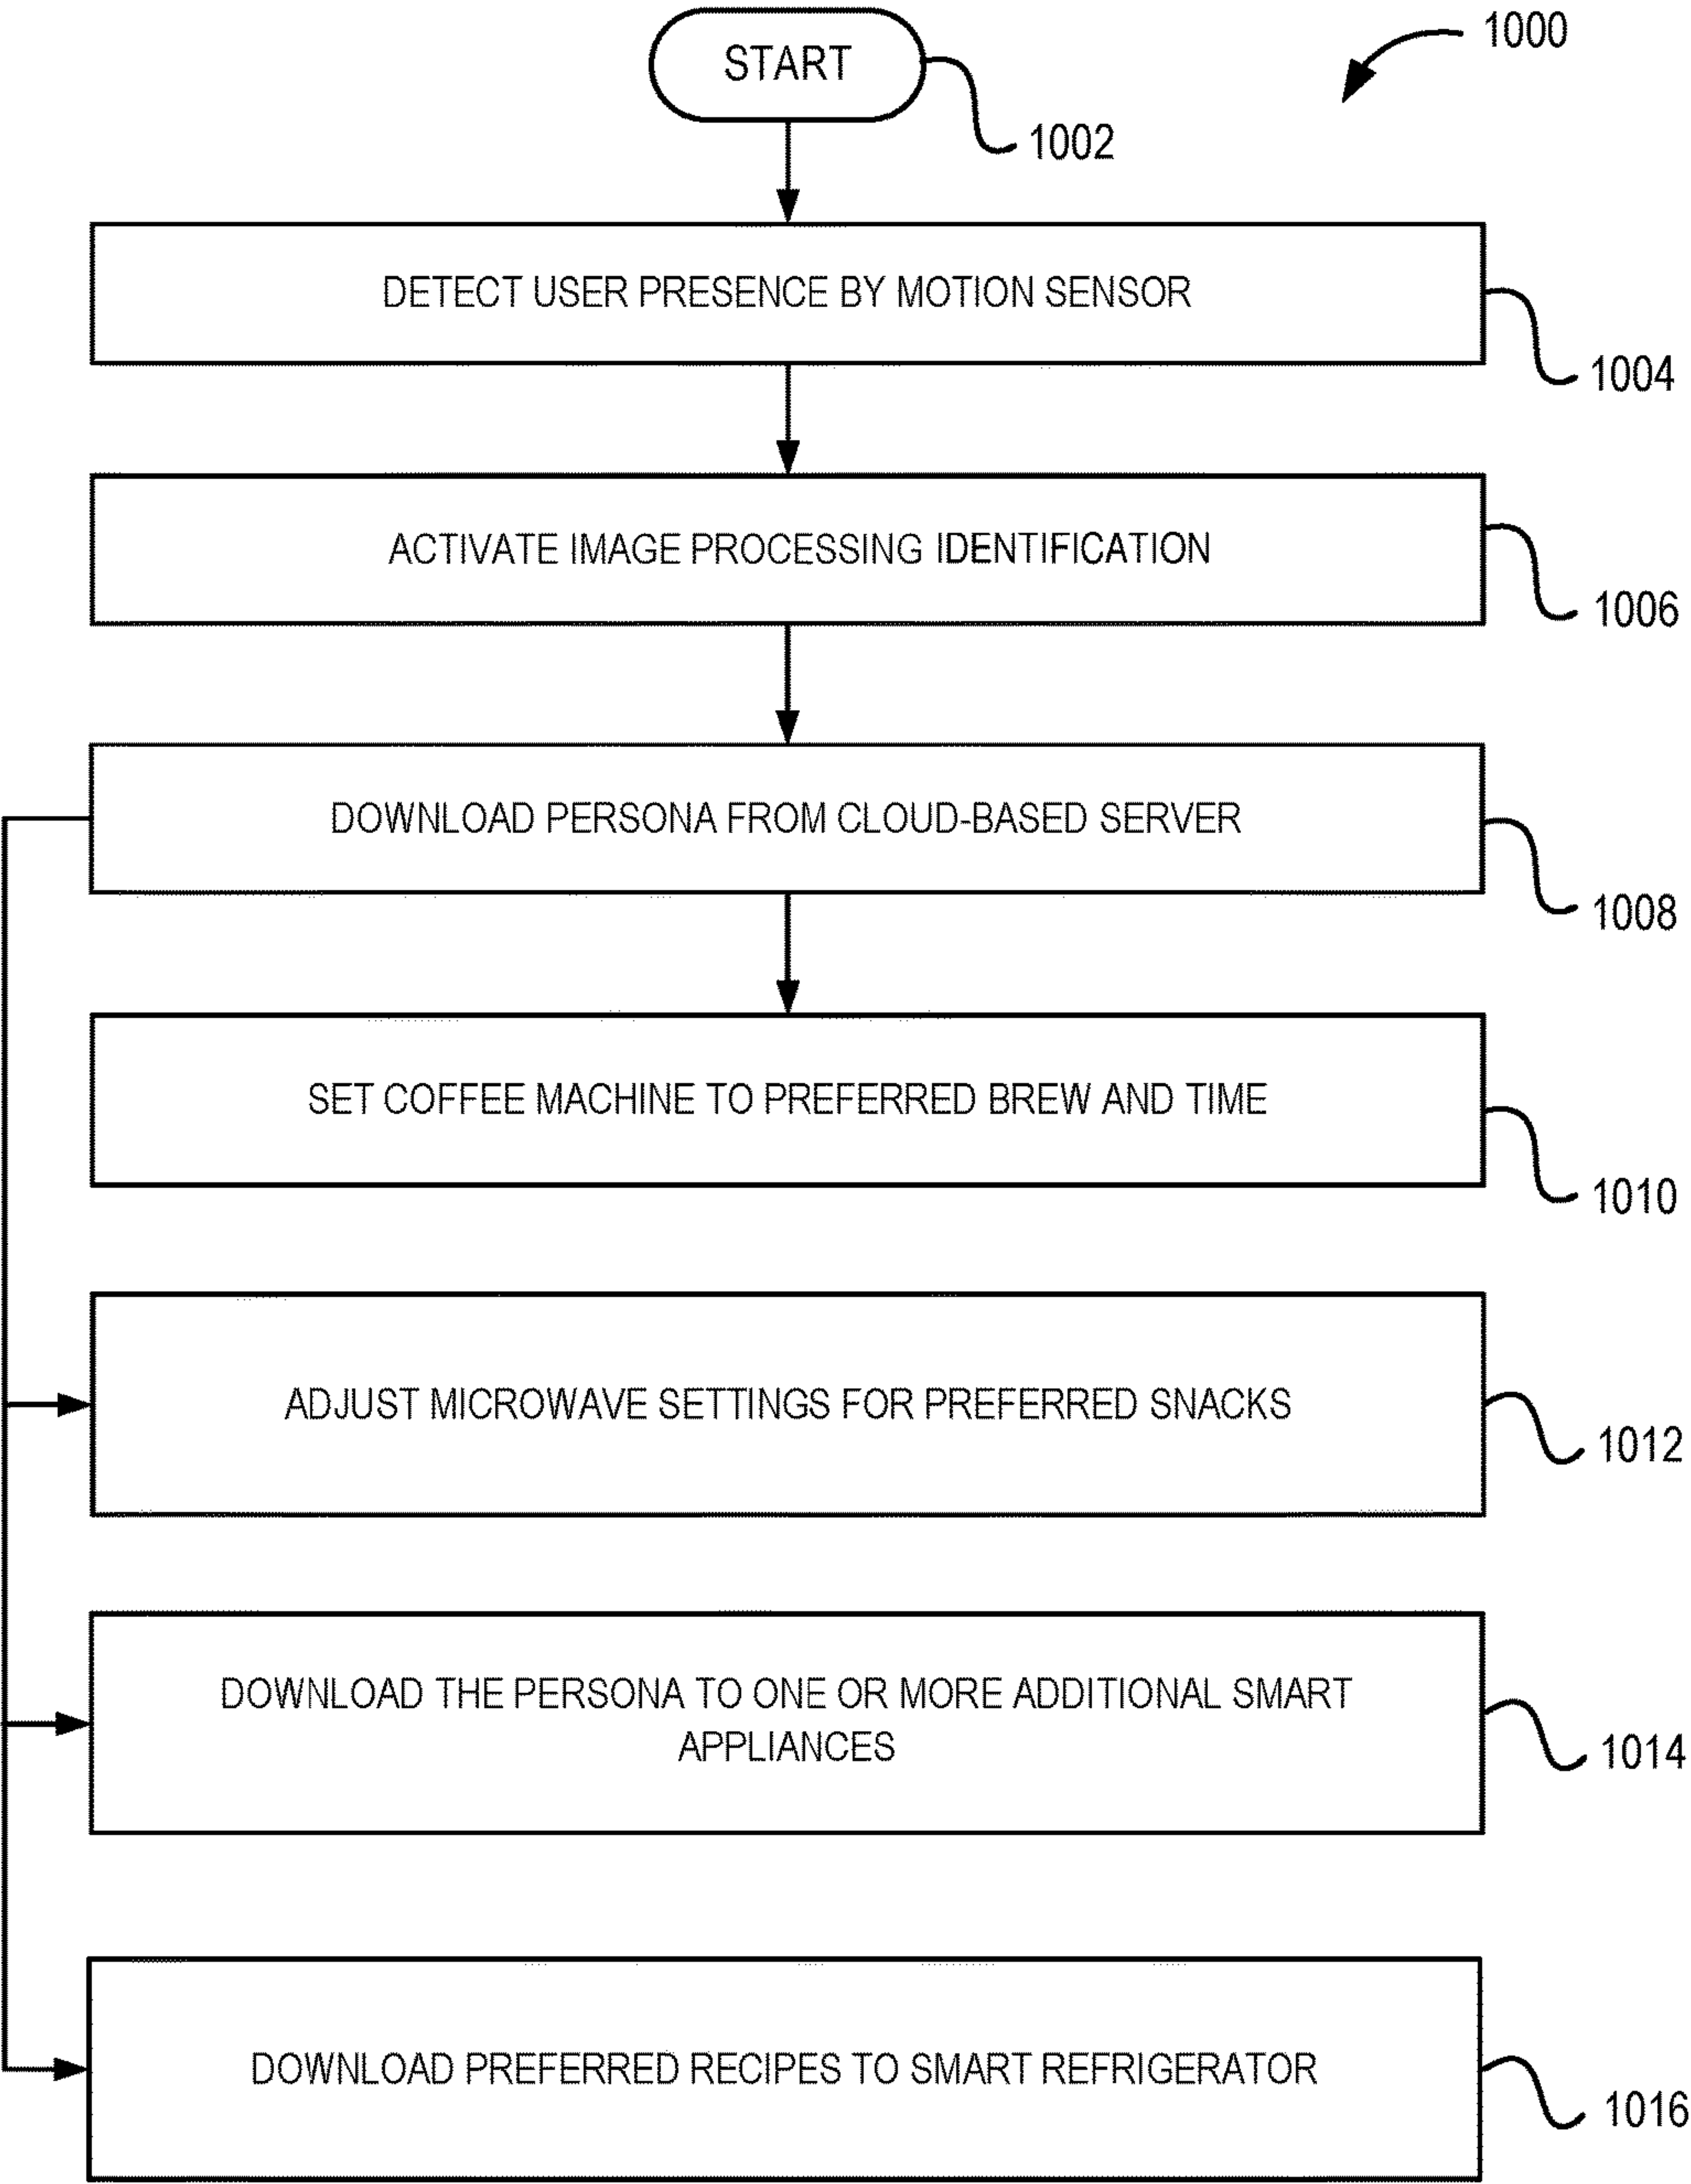 1000
START
1002
DETECT USER PRESENCE BY MOTION SENSOR
1004
ACTIVATE IMAGE PROCESSING IDENTIFICATION
1006
DOWNLOAD PERSONA FROM CLOUD-BASED SERVER
1008
SET COFFEE MACHINE TO PREFERRED BREW AND TIME
1010
ADJUST MICROWAVE SETTINGS FOR PREFERRED SNACKS
1012
DOWNLOAD THE PERSONA TO ONE OR MORE ADDITIONAL SMART
APPLIANCES
1014
DOWNLOAD PREFERRED RECIPES TO SMART REFRIGERATOR
1016